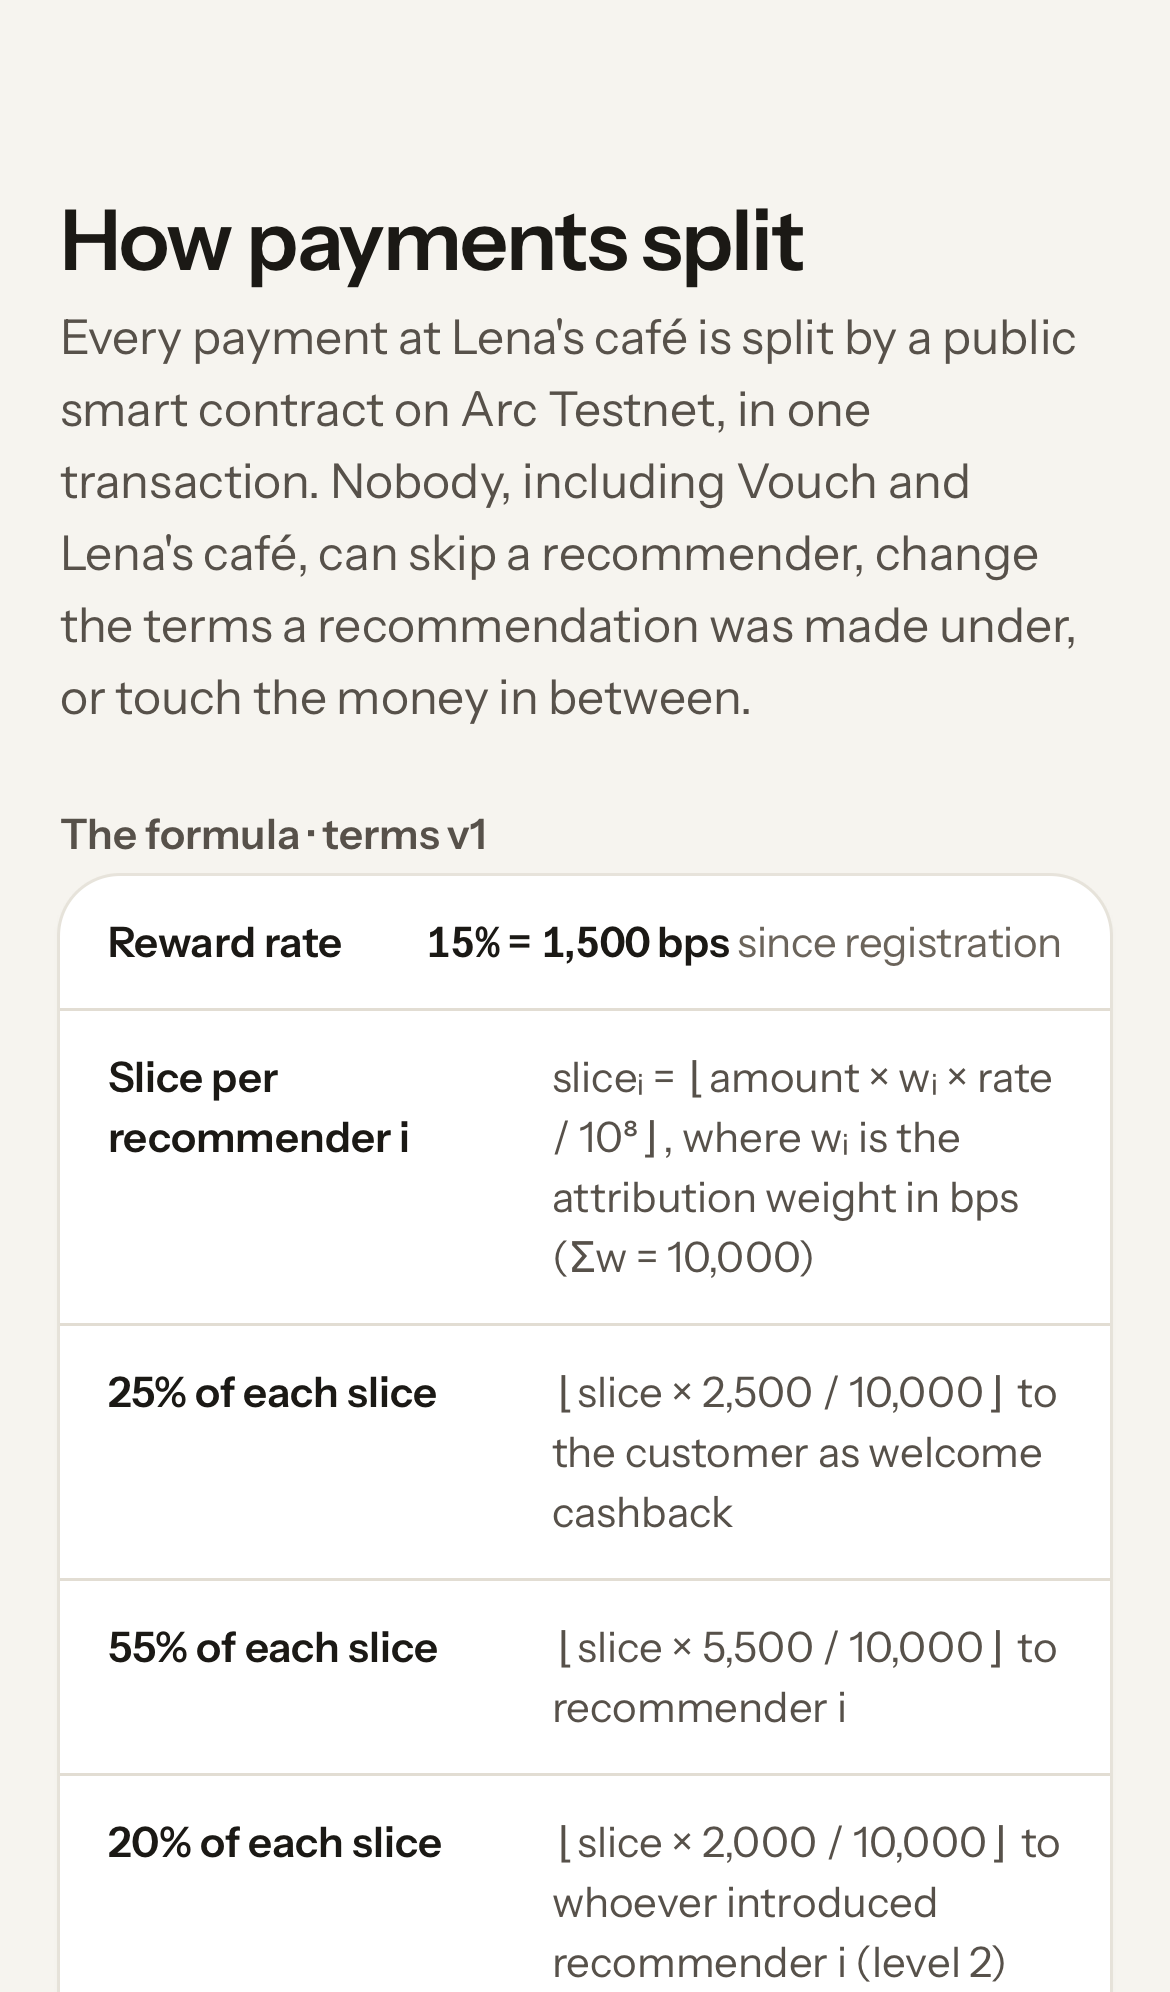 How payments split
Every payment at Lena's café is split by a public
smart contract on Arc Testnet, in one
transaction. Nobody, including Vouch and
Lena's café, can skip a recommender, change
the terms a recommendation was made under,
or touch the money in between.
The formula · terms v1
Reward rate 15% = 1,500 bps since registration
Slice per
recommender i
sliceᵢ = ⌊amount × wᵢ × rate
/ 10⁸⌋, where wᵢ is the
attribution weight in bps
(Σw = 10,000)
25% of each slice
⌊slice × 2,500 / 10,000⌋ to
the customer as welcome
cashback
55% of each slice
⌊slice × 5,500 / 10,000⌋ to
recommender i
20% of each slice
⌊slice × 2,000 / 10,000⌋ to
whoever introduced
recommender i (level 2)